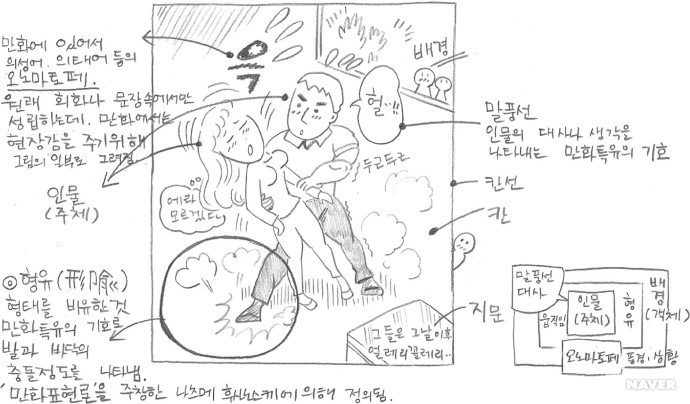 만화에 있어서
의성어. 의태어 등의
오노마토페.
원래 회화나 문장속에서만
성립하는데, 만화에서는
현장감을 주기위해
그림의 일부로 그려짐
인물
(주체)
◎형유(形喩)
형태를 비유한것
만화특유의 기호로
발과 바닥의
충돌정도를 나타냄.
'만화표현론'을 주창한 나츠메 후사노스케에 의해 정의됨.
헐...!!
두근두근
에라
모르겠다
그들은 그날이후
얼레리꼴레리..
배경
말풍선
인물의 대사나 생각을
나타내는 만화특유의 기호
칸선
칸
지문
말풍선
대사
인물
(주체)
움직임
형유
배경(객체)
오노마토페
풍경, 상황
NAVER